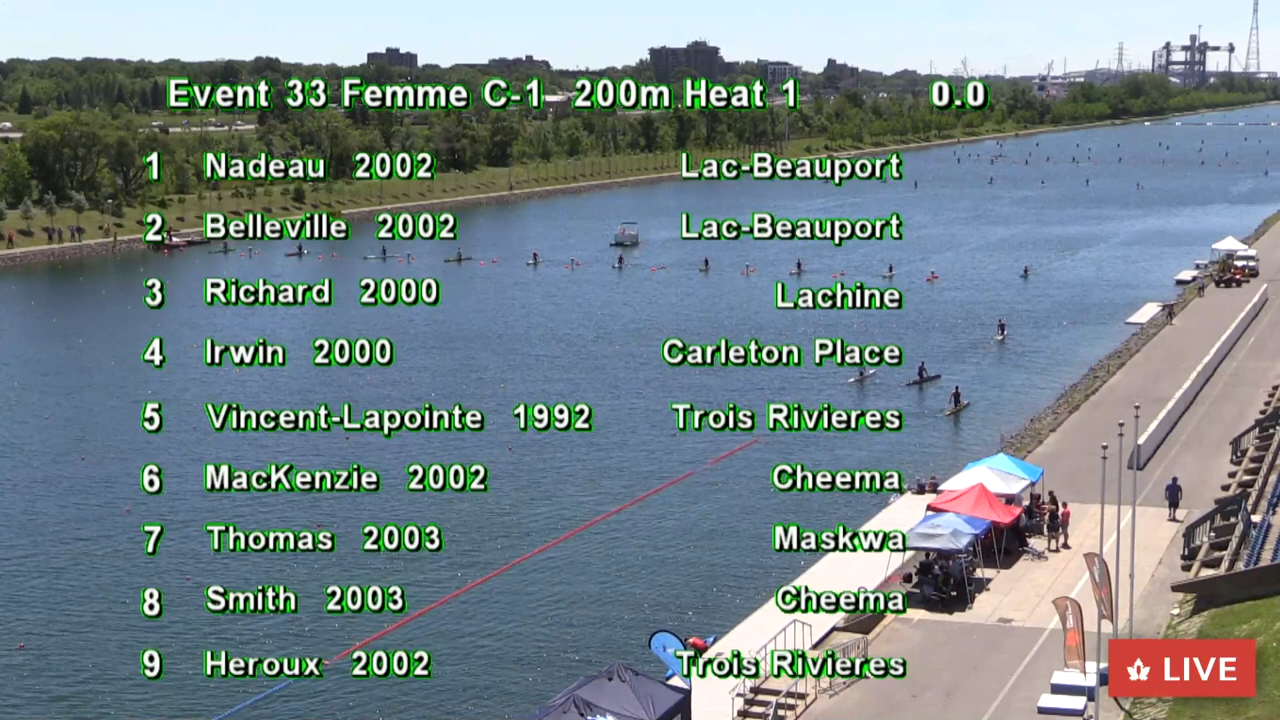 Event 33 Femme C-1 200m Heat 1 0.0
1 Nadeau 2002 Lac-Beauport
2 Belleville 2002 Lac-Beauport
3 Richard 2000 Lachine
4 Irwin 2000 Carleton Place
5 Vincent-Lapointe 1992 Trois Rivieres
6 MacKenzie 2002 Cheema
7 Thomas 2003 Maskwa
8 Smith 2003 Cheema
9 Heroux 2002 Trois Rivieres
LIVE